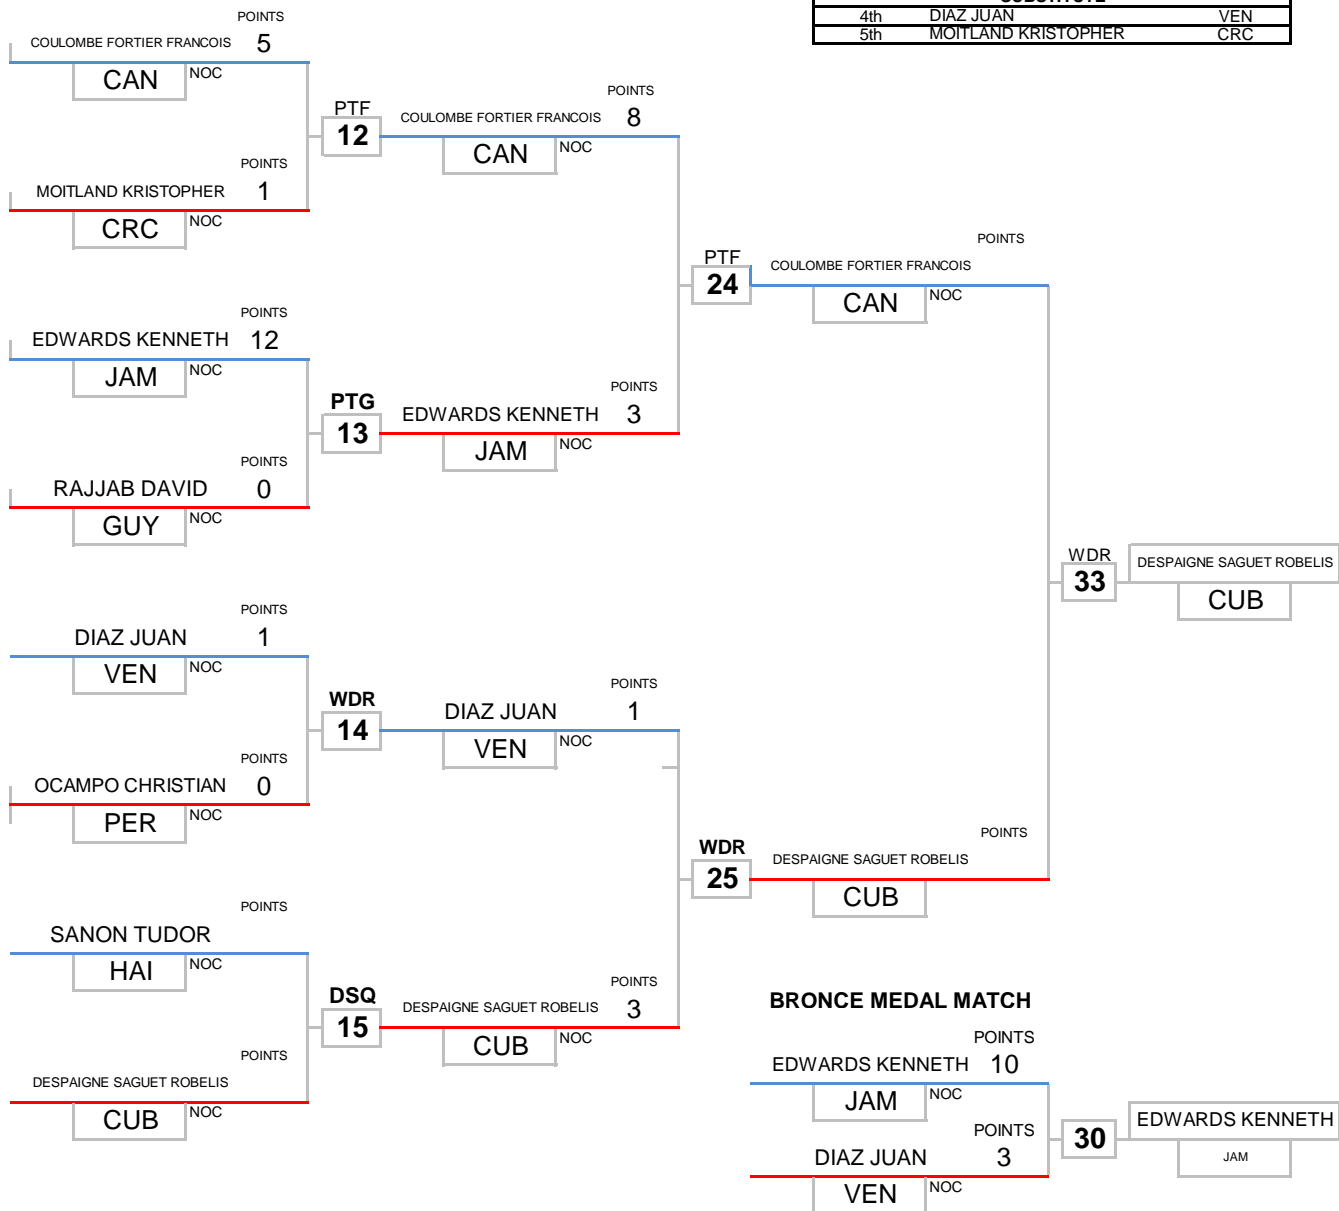 POINTS
COULOMBE FORTIER FRANCOIS 5
CAN NOC
POINTS
MOITLAND KRISTOPHER 1
CRC NOC
PTF
12
POINTS
EDWARDS KENNETH 12
JAM NOC
POINTS
RAJJAB DAVID 0
GUY NOC
PTG
13
POINTS
DIAZ JUAN 1
VEN NOC
POINTS
OCAMPO CHRISTIAN 0
PER NOC
WDR
14
POINTS
SANON TUDOR
HAI NOC
POINTS
DESPAIGNE SAGUET ROBELIS
CUB NOC
DSQ
15
POINTS
COULOMBE FORTIER FRANCOIS 8
CAN NOC
POINTS
EDWARDS KENNETH 3
JAM NOC
PTF
24
POINTS
DIAZ JUAN 1
VEN NOC
POINTS
DESPAIGNE SAGUET ROBELIS 3
CUB NOC
WDR
25
4th DIAZ JUAN VEN
5th MOITLAND KRISTOPHER CRC
POINTS
COULOMBE FORTIER FRANCOIS
CAN NOC
POINTS
DESPAIGNE SAGUET ROBELIS
CUB
WDR
33
DESPAIGNE SAGUET ROBELIS
CUB
BRONCE MEDAL MATCH
POINTS
EDWARDS KENNETH 10
JAM NOC
POINTS
DIAZ JUAN 3
VEN NOC
30
EDWARDS KENNETH
JAM